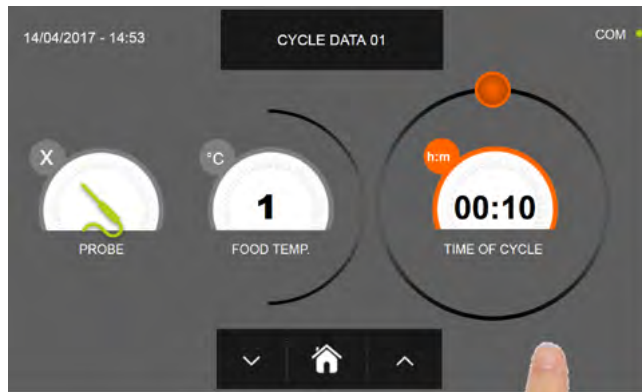 14/04/2017 - 14:53
CYCLE DATA 01
COM
X
°C
h:m
1
00:10
PROBE
FOOD TEMP.
TIME OF CYCLE